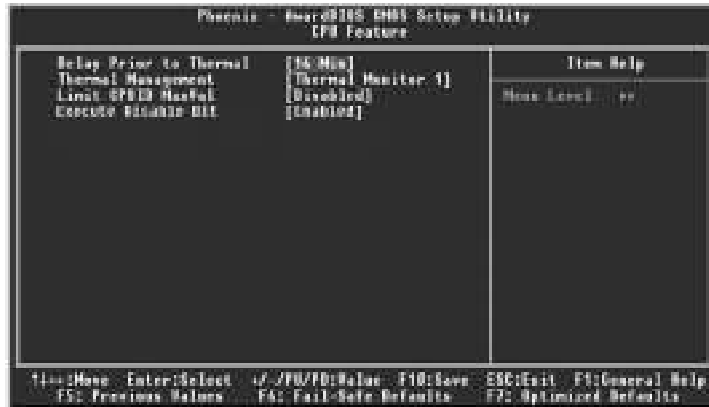 Phoenix - AwardBIOS CMOS Setup Utility
CPU Feature
Delay Prior to Thermal [16 Min]
Thermal Management [Thermal Monitor 1]
Limit CPUID MaxVal [Disabled]
Execute Disable Bit [Enabled]
Item Help
Menu Level ▸▸
↑↓→←:Move Enter:Select +/-/PU/PD:Value F10:Save ESC:Exit F1:General Help
F5: Previous Values F6: Fail-Safe Defaults F7: Optimized Defaults